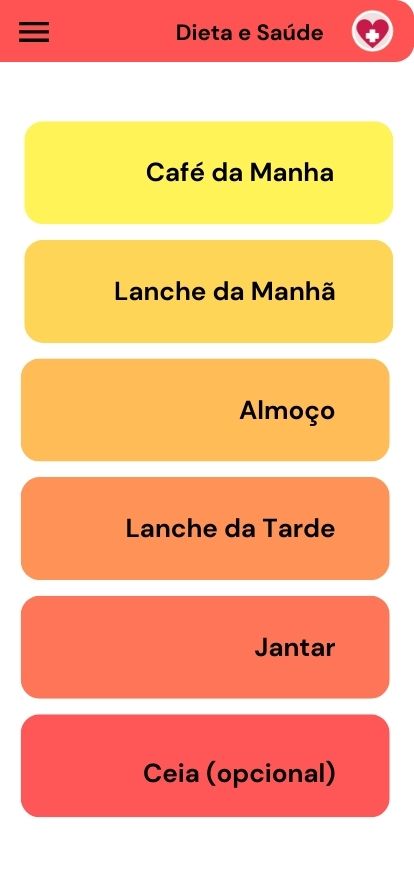 Dieta e Saúde
Café da Manha
Lanche da Manhã
Almoço
Lanche da Tarde
Jantar
Ceia (opcional)